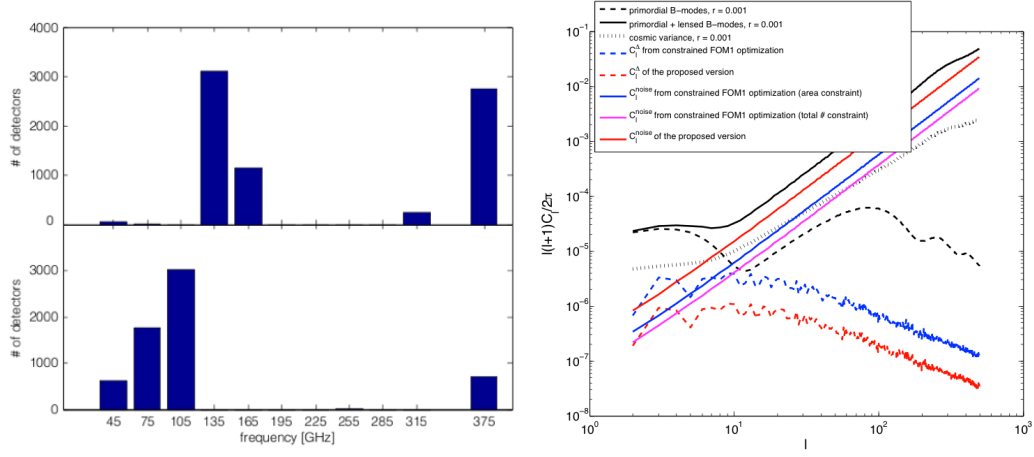 4000
3000
2000
1000
0
# of detectors
3000
2000
1000
0
# of detectors
45 75 105 135 165 195 225 255 285 315 375
frequency [GHz]
primordial B−modes, r = 0.001
primordial + lensed B−modes, r = 0.001
cosmic variance, r = 0.001
C_l^Δ from constrained FOM1 optimization
C_l^Δ of the proposed version
C_l^noise from constrained FOM1 optimization (area constraint)
C_l^noise from constrained FOM1 optimization (total # constraint)
C_l^noise of the proposed version
10^−1
10^−2
10^−3
10^−4
10^−5
10^−6
10^−7
10^−8
l(l+1)C_l/2π
10^0 10^1 10^2 10^3
l